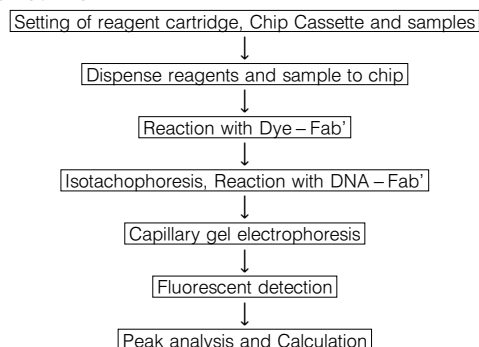 Setting of reagent cartridge, Chip Cassette and samples
Dispense reagents and sample to chip
Reaction with Dye – Fab’
Isotachophoresis, Reaction with DNA – Fab’
Capillary gel electrophoresis
Fluorescent detection
Peak analysis and Calculation